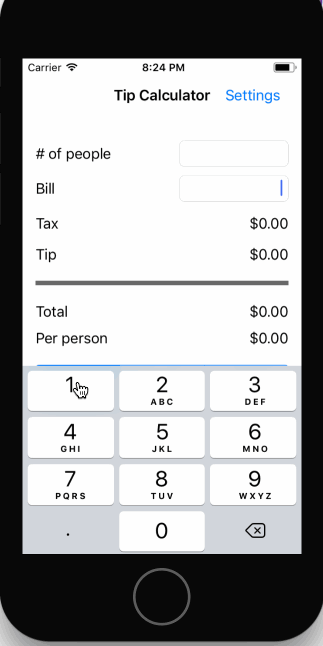 Carrier 8:24 PM
Tip Calculator Settings
# of people
Bill
Tax $0.00
Tip $0.00
Total $0.00
Per person $0.00
1 2 3
ABC DEF
4 5 6
GHI JKL MNO
7 8 9
PQRS TUV WXYZ
. 0